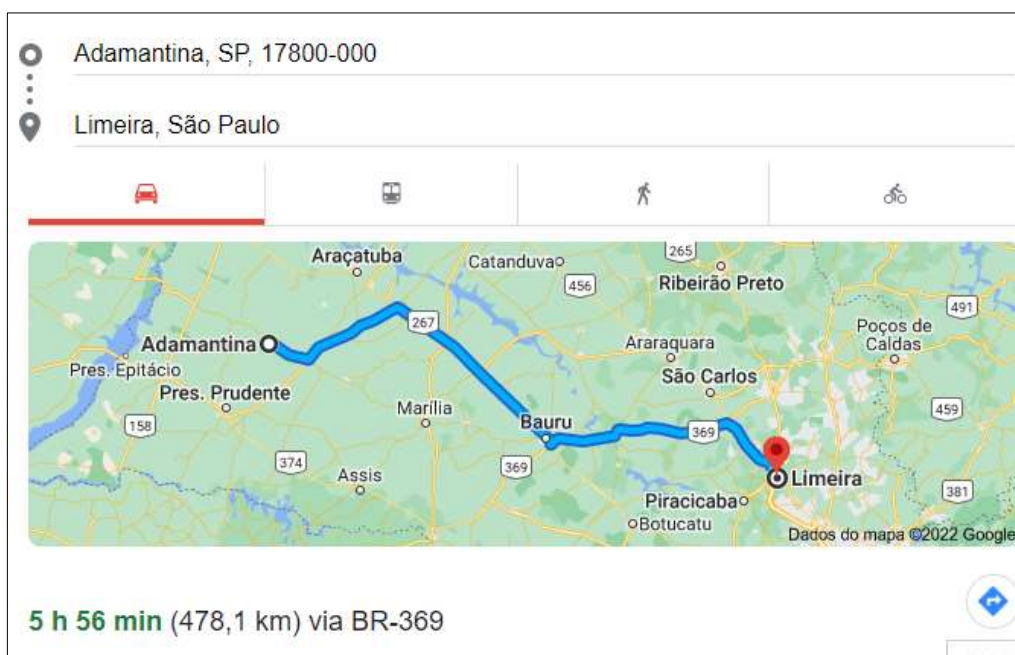 Adamantina, SP, 17800-000
Limeira, São Paulo
Araçatuba
Catanduva
265
456
Ribeirão Preto
491
267
Adamantina
Araraquara
Poços de
Caldas
Pres. Epitácio
São Carlos
Pres. Prudente
Marília
459
158
Bauru
369
374
Assis
369
Limeira
381
Piracicaba
Botucatu
Dados do mapa ©2022 Google
5 h 56 min (478,1 km) via BR-369